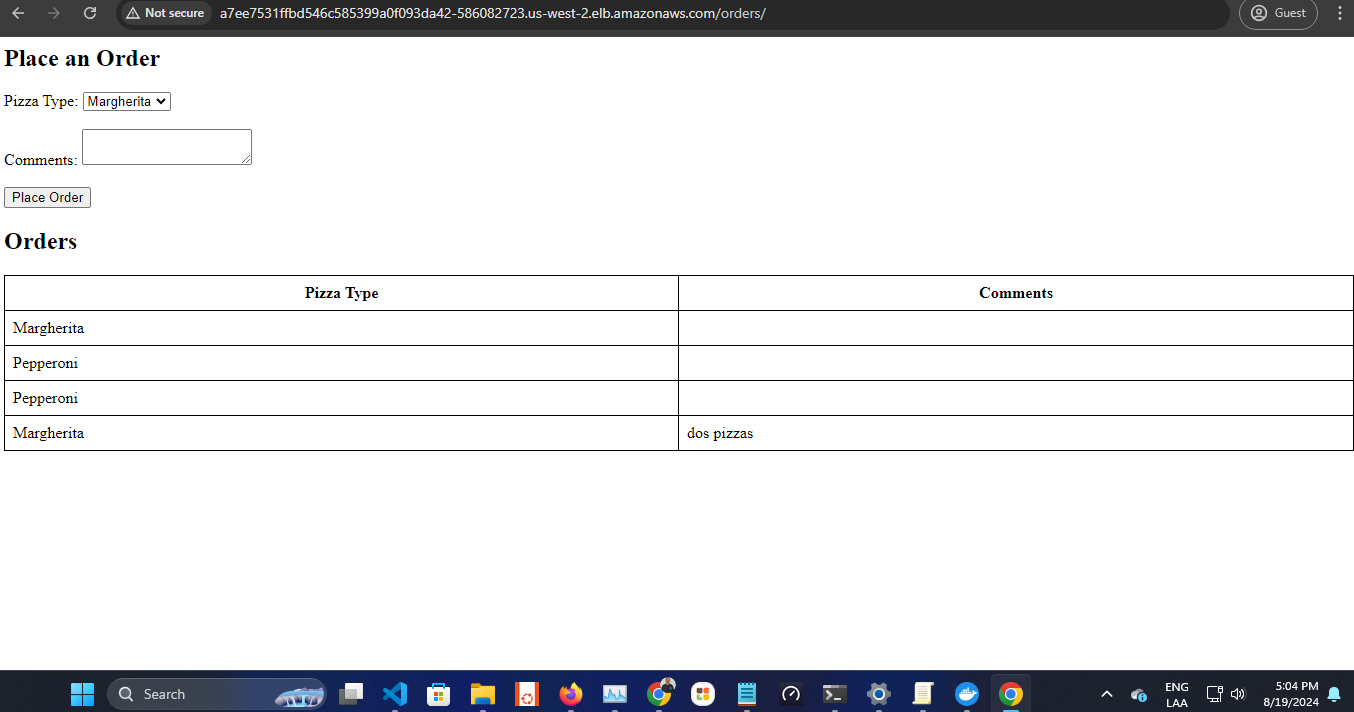 Not secure a7ee7531ffbd546c585399a0f093da42-586082723.us-west-2.elb.amazonaws.com/orders/ Guest
Place an Order
Pizza Type: Margherita
Comments:
Place Order
Orders
Pizza Type Comments
Margherita
Pepperoni
Pepperoni
Margherita dos pizzas
Search ENG 5:04 PM
LAA 8/19/2024